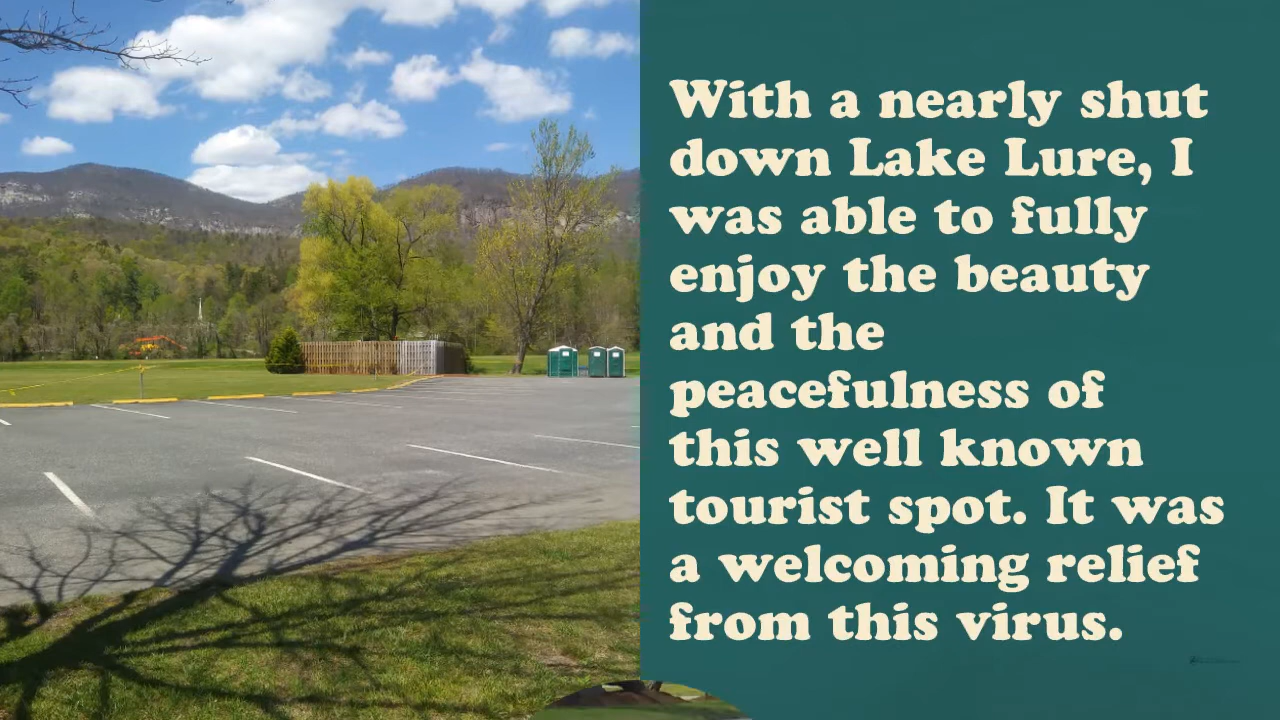 With a nearly shut
down Lake Lure, I
was able to fully
enjoy the beauty
and the
peacefulness of
this well known
tourist spot. It was
a welcoming relief
from this virus.